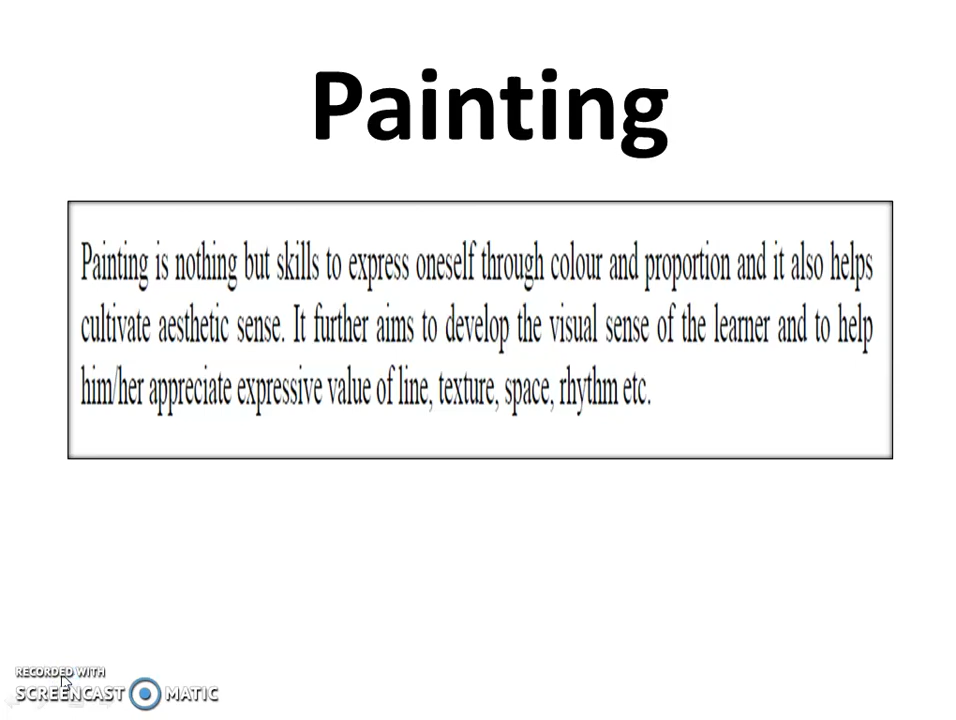 Painting
Painting is nothing but skills to express oneself through colour and proportion and it also helps
cultivate aesthetic sense. It further aims to develop the visual sense of the learner and to help
him/her appreciate expressive value of line, texture, space, rhythm etc.
RECORDED WITH
SCREENCAST MATIC